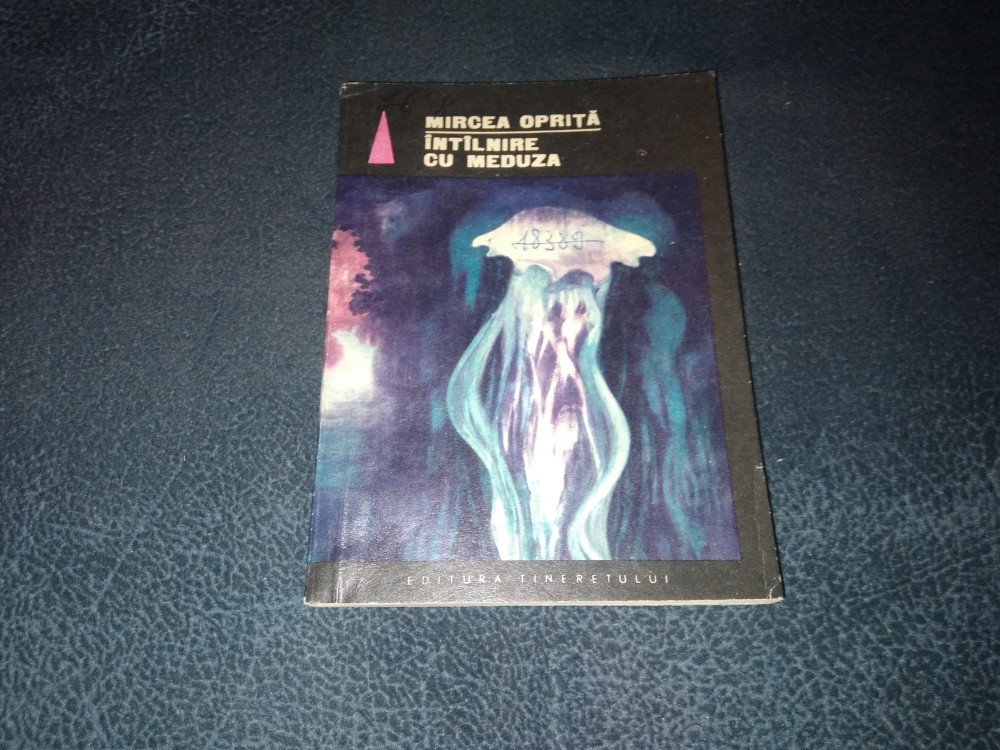 MIRCEA OPRIȚĂ
ÎNTÎLNIRE
CU MEDUZA
18389
EDITURA TINERETULUI